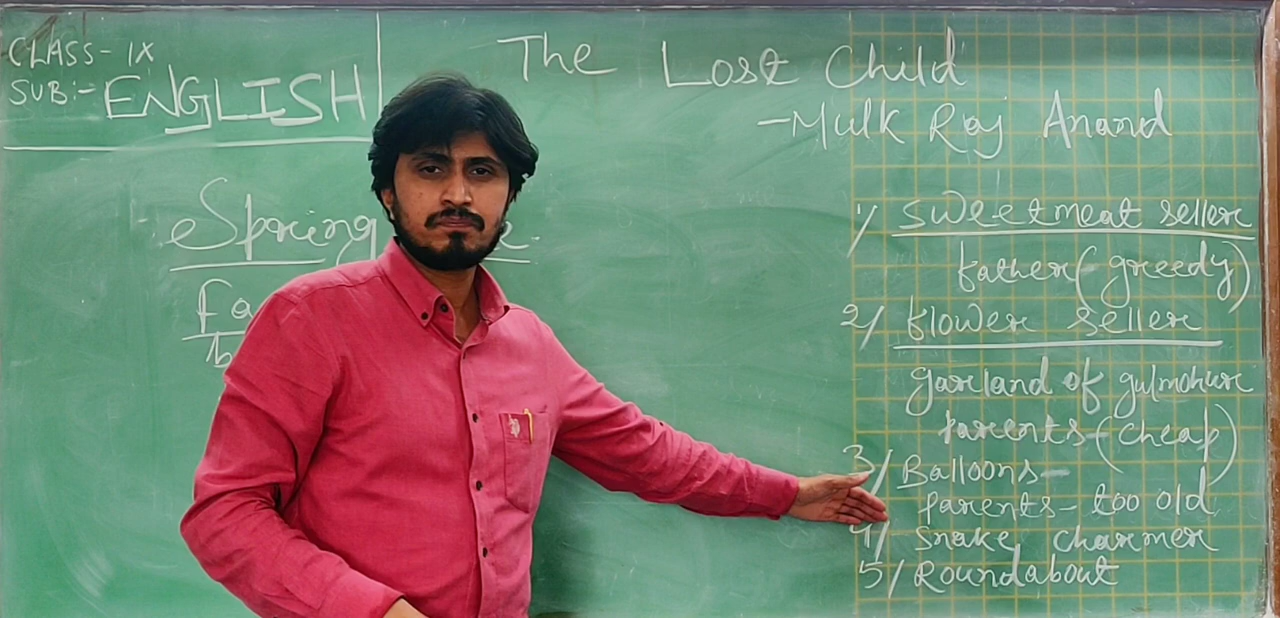 CLASS- IX
SUB:- ENGLISH
The Lost Child
- Mulk Raj Anand
Spring
1/ sweetmeat seller
father (greedy)
2/ flower seller
garland of gulmohur
parents - (cheap)
3/ Balloons-
parents - too old
4/ snake charmer
5/ Roundabout